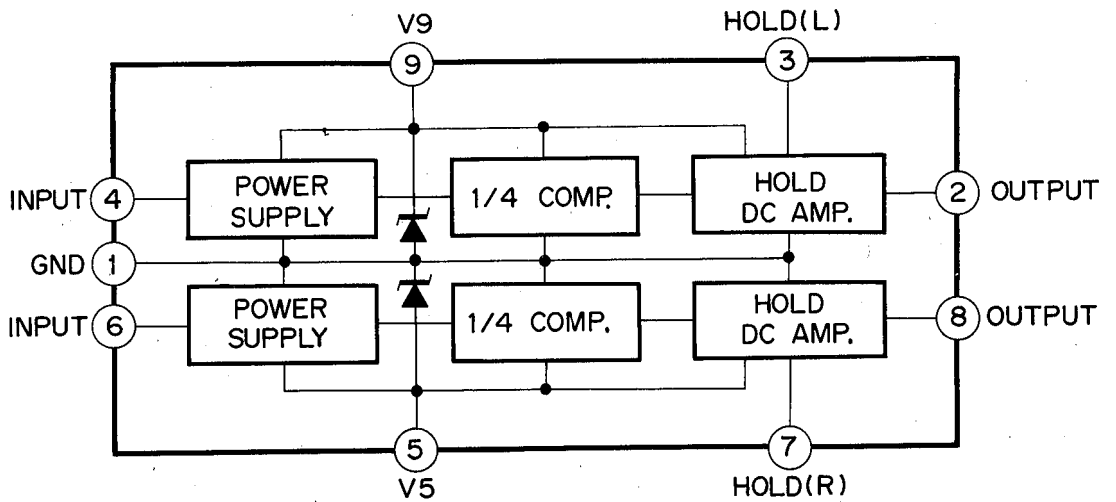 V9
HOLD(L)
9
3
INPUT
4
POWER
SUPPLY
1/4 COMP.
HOLD
DC AMP.
2
OUTPUT
GND
1
INPUT
6
POWER
SUPPLY
1/4 COMP.
HOLD
DC AMP.
8
OUTPUT
5
7
V5
HOLD(R)